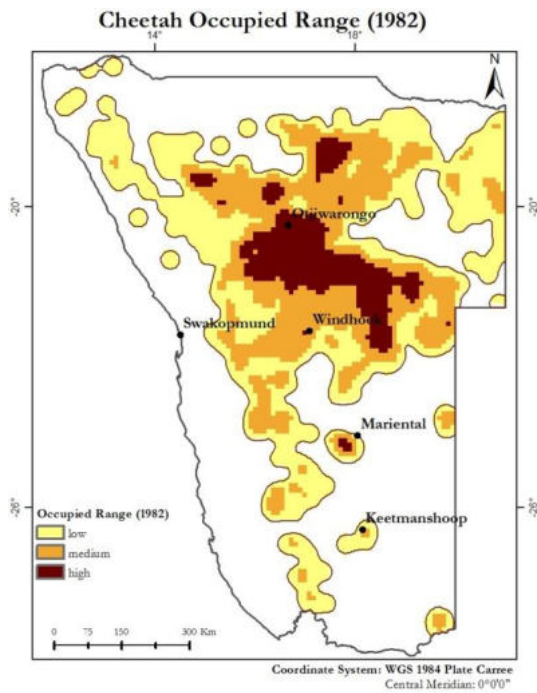 Cheetah Occupied Range (1982)
14°
18°
N
-20°
-20°
Otjiwarongo
Swakopmund
Windhoek
Mariental
Keetmanshoop
-26°
-26°
Occupied Range (1982)
low
medium
high
0 75 150 300 Km
Coordinate System: WGS 1984 Plate Carree
Central Meridian: 0°0'0"